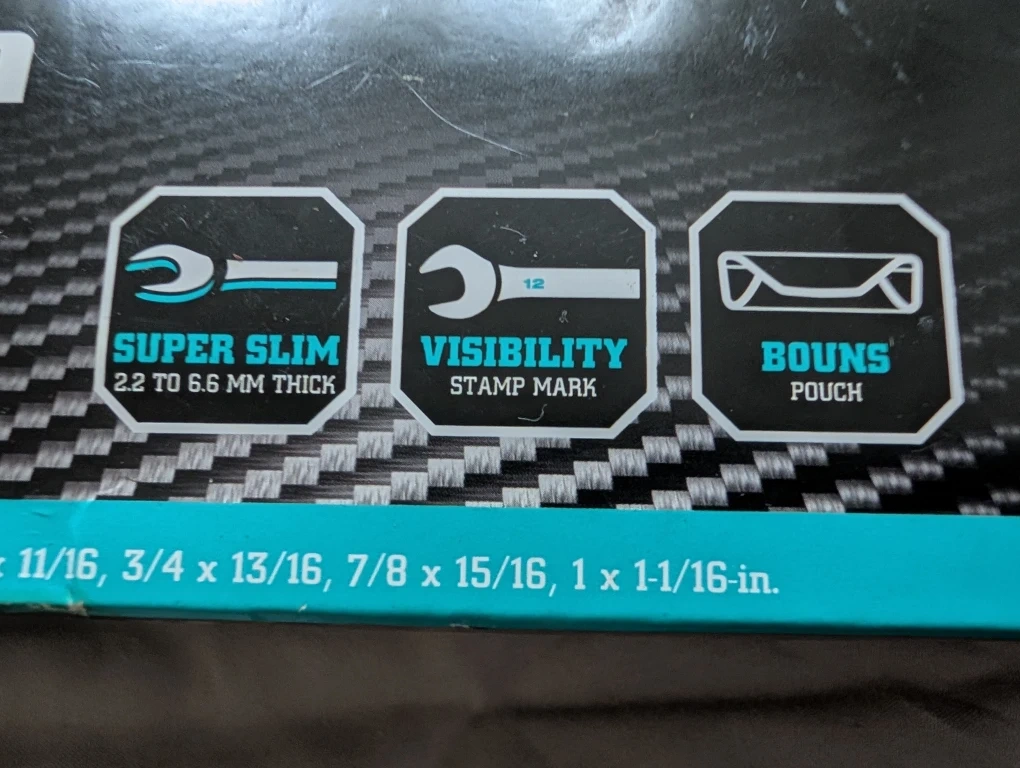 12
SUPER SLIM
2.2 TO 6.6 MM THICK
VISIBILITY
STAMP MARK
BOUNS
POUCH
x 11/16, 3/4 x 13/16, 7/8 x 15/16, 1 x 1-1/16-in.